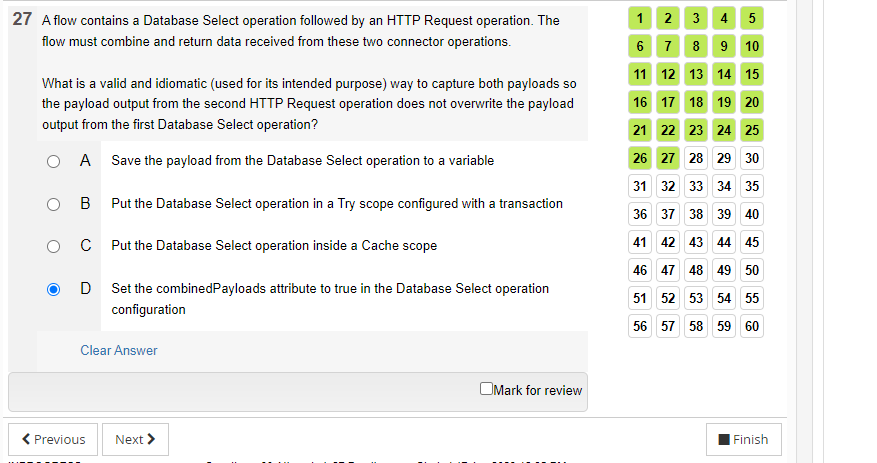 27 A flow contains a Database Select operation followed by an HTTP Request operation. The
flow must combine and return data received from these two connector operations.
What is a valid and idiomatic (used for its intended purpose) way to capture both payloads so
the payload output from the second HTTP Request operation does not overwrite the payload
output from the first Database Select operation?
A Save the payload from the Database Select operation to a variable
B Put the Database Select operation in a Try scope configured with a transaction
C Put the Database Select operation inside a Cache scope
D Set the combinedPayloads attribute to true in the Database Select operation
configuration
Clear Answer
Mark for review
Previous Next Finish
1 2 3 4 5
6 7 8 9 10
11 12 13 14 15
16 17 18 19 20
21 22 23 24 25
26 27 28 29 30
31 32 33 34 35
36 37 38 39 40
41 42 43 44 45
46 47 48 49 50
51 52 53 54 55
56 57 58 59 60